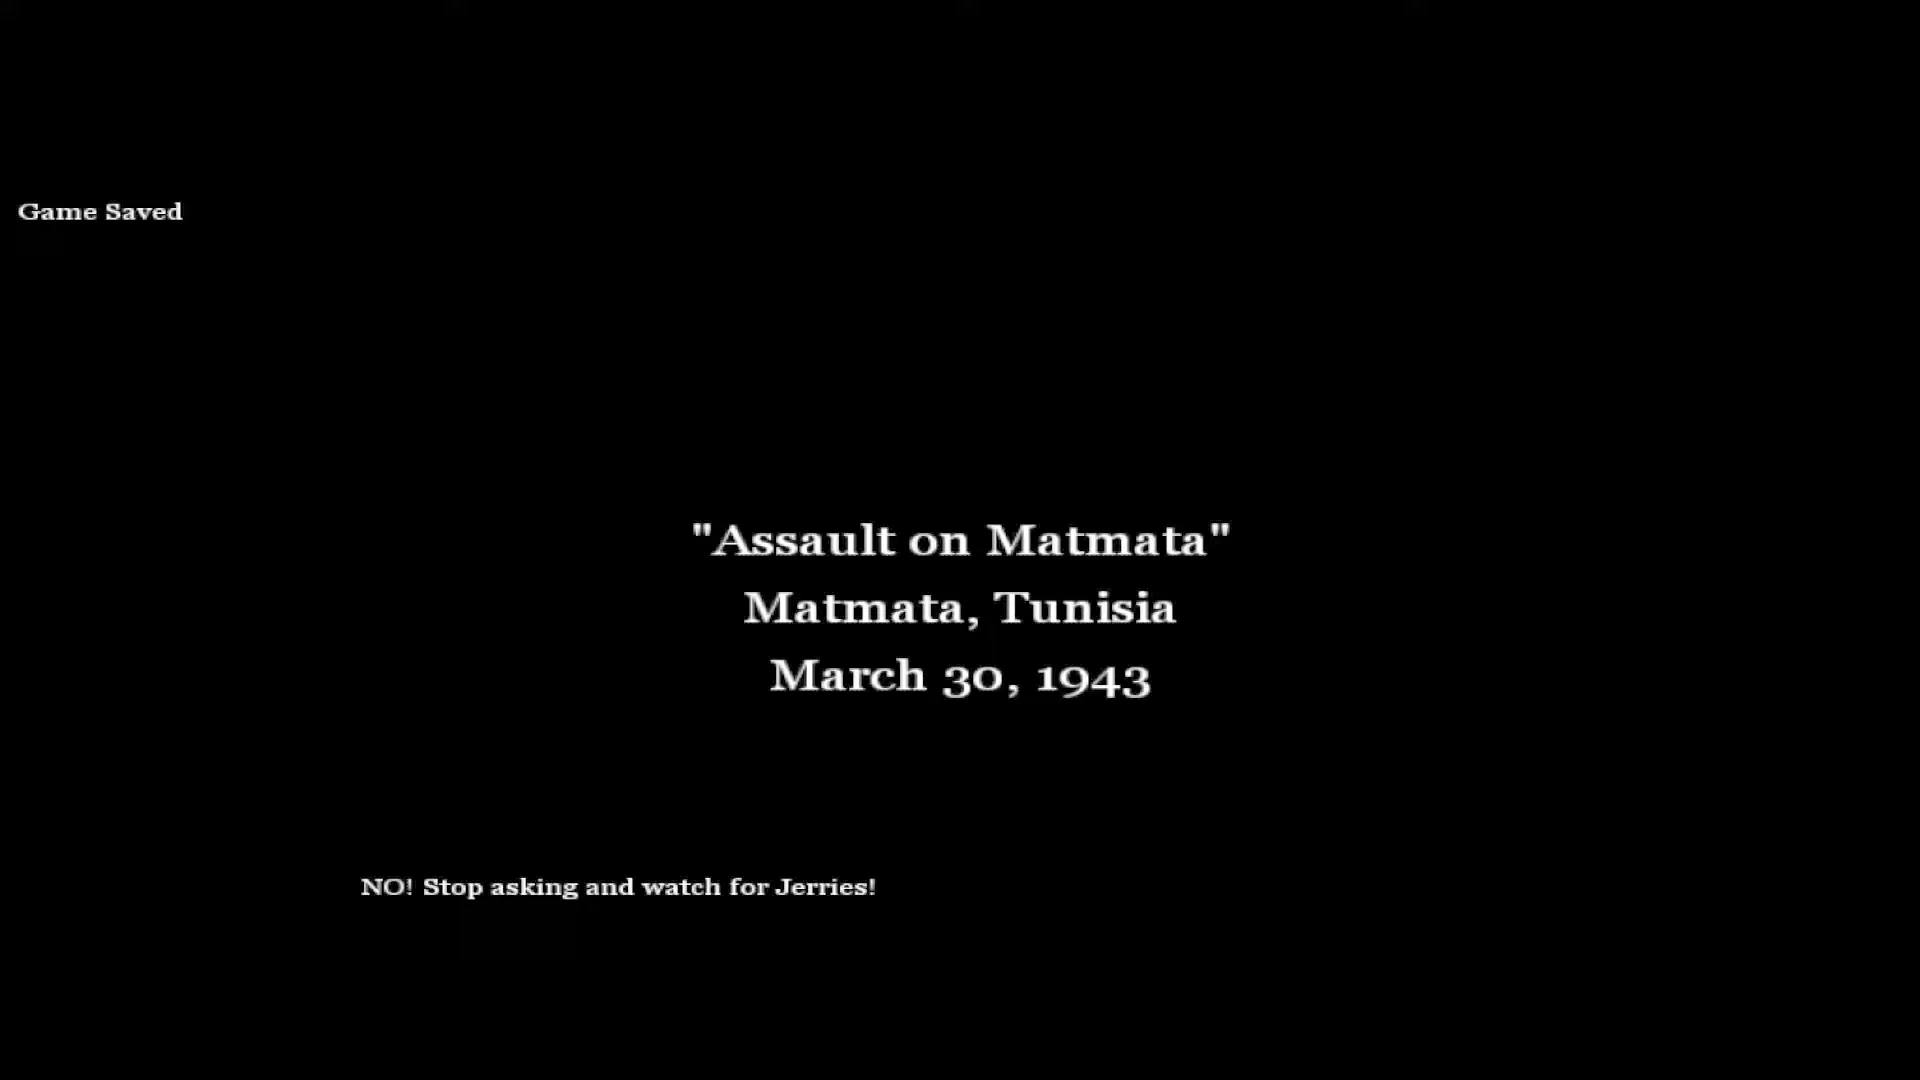 Game Saved
"Assault on Matmata"
Matmata, Tunisia
March 30, 1943
NO! Stop asking and watch for Jerries!